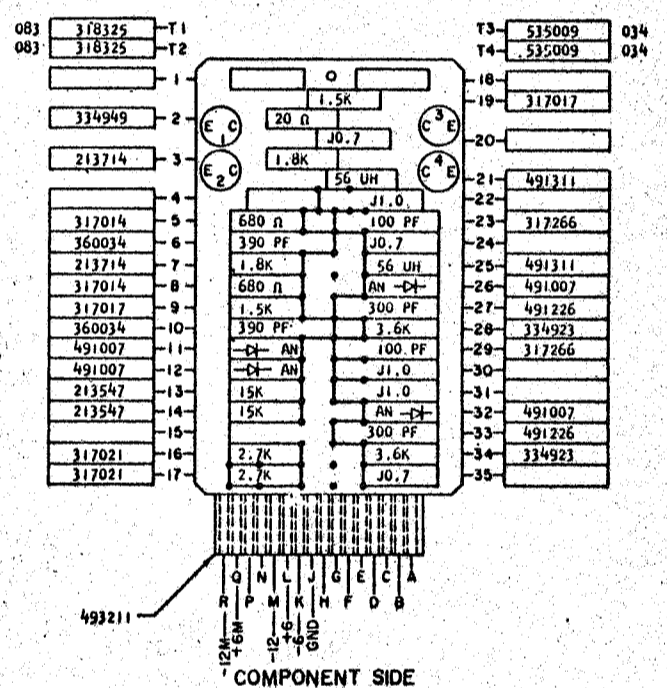 083 318325 T1 T3 535009 034
083 318325 T2 T4 535009 034
1 O 18
1.5K 19 317017
334949 2 E 1 C 20 Ω C 3 E
J0.7 20
213714 3 E 2 C 1.8K C 4 E
56 UH 21 491311
4 J1.0 22
317014 5 680 Ω 100 PF 23 317266
360034 6 390 PF J0.7 24
213714 7 1.8K 56 UH 25 491311
317014 8 680 Ω AN 26 491007
317017 9 1.5K 300 PF 27 491226
360034 10 390 PF 3.6K 28 334923
491007 11 AN 100 PF 29 317266
491007 12 AN J1.0 30
213547 13 15K J1.0 31
213547 14 15K AN 32 491007
15 300 PF 33 491226
317021 16 2.7K 3.6K 34 334923
317021 17 2.7K J0.7 35
Q N L J G E C A
R P M K H F D B
493211
-12M +6M -12 +6 -6 GND
COMPONENT SIDE